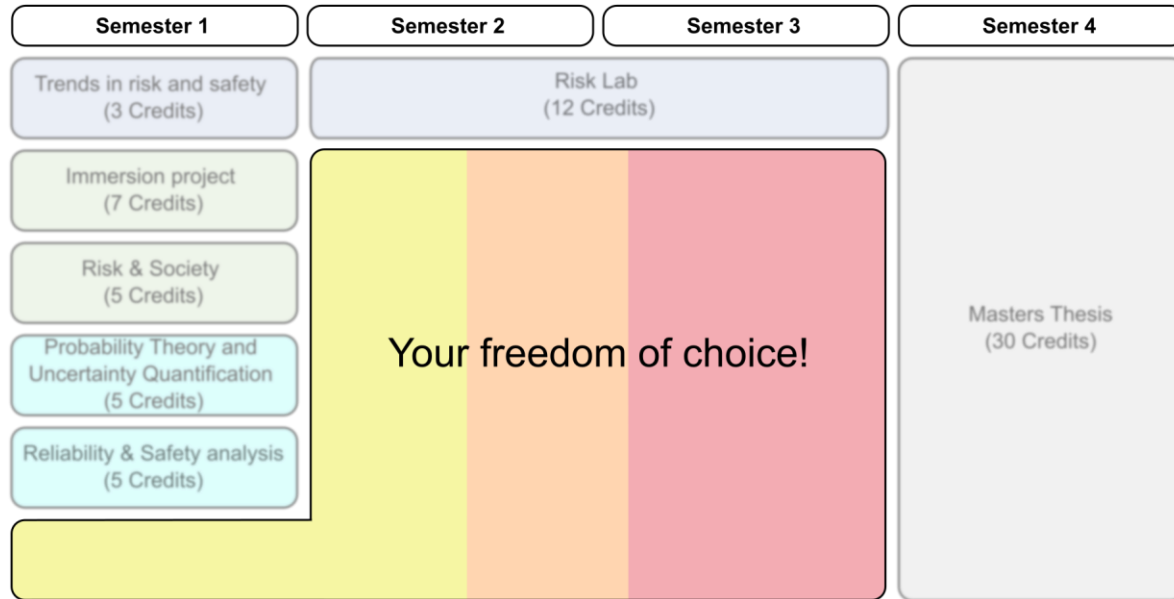 Semester 1
Semester 2
Semester 3
Semester 4
Trends in risk and safety
(3 Credits)
Risk Lab
(12 Credits)
Immersion project
(7 Credits)
Risk & Society
(5 Credits)
Probability Theory and
Uncertainty Quantification
(5 Credits)
Reliability & Safety analysis
(5 Credits)
Your freedom of choice!
Masters Thesis
(30 Credits)